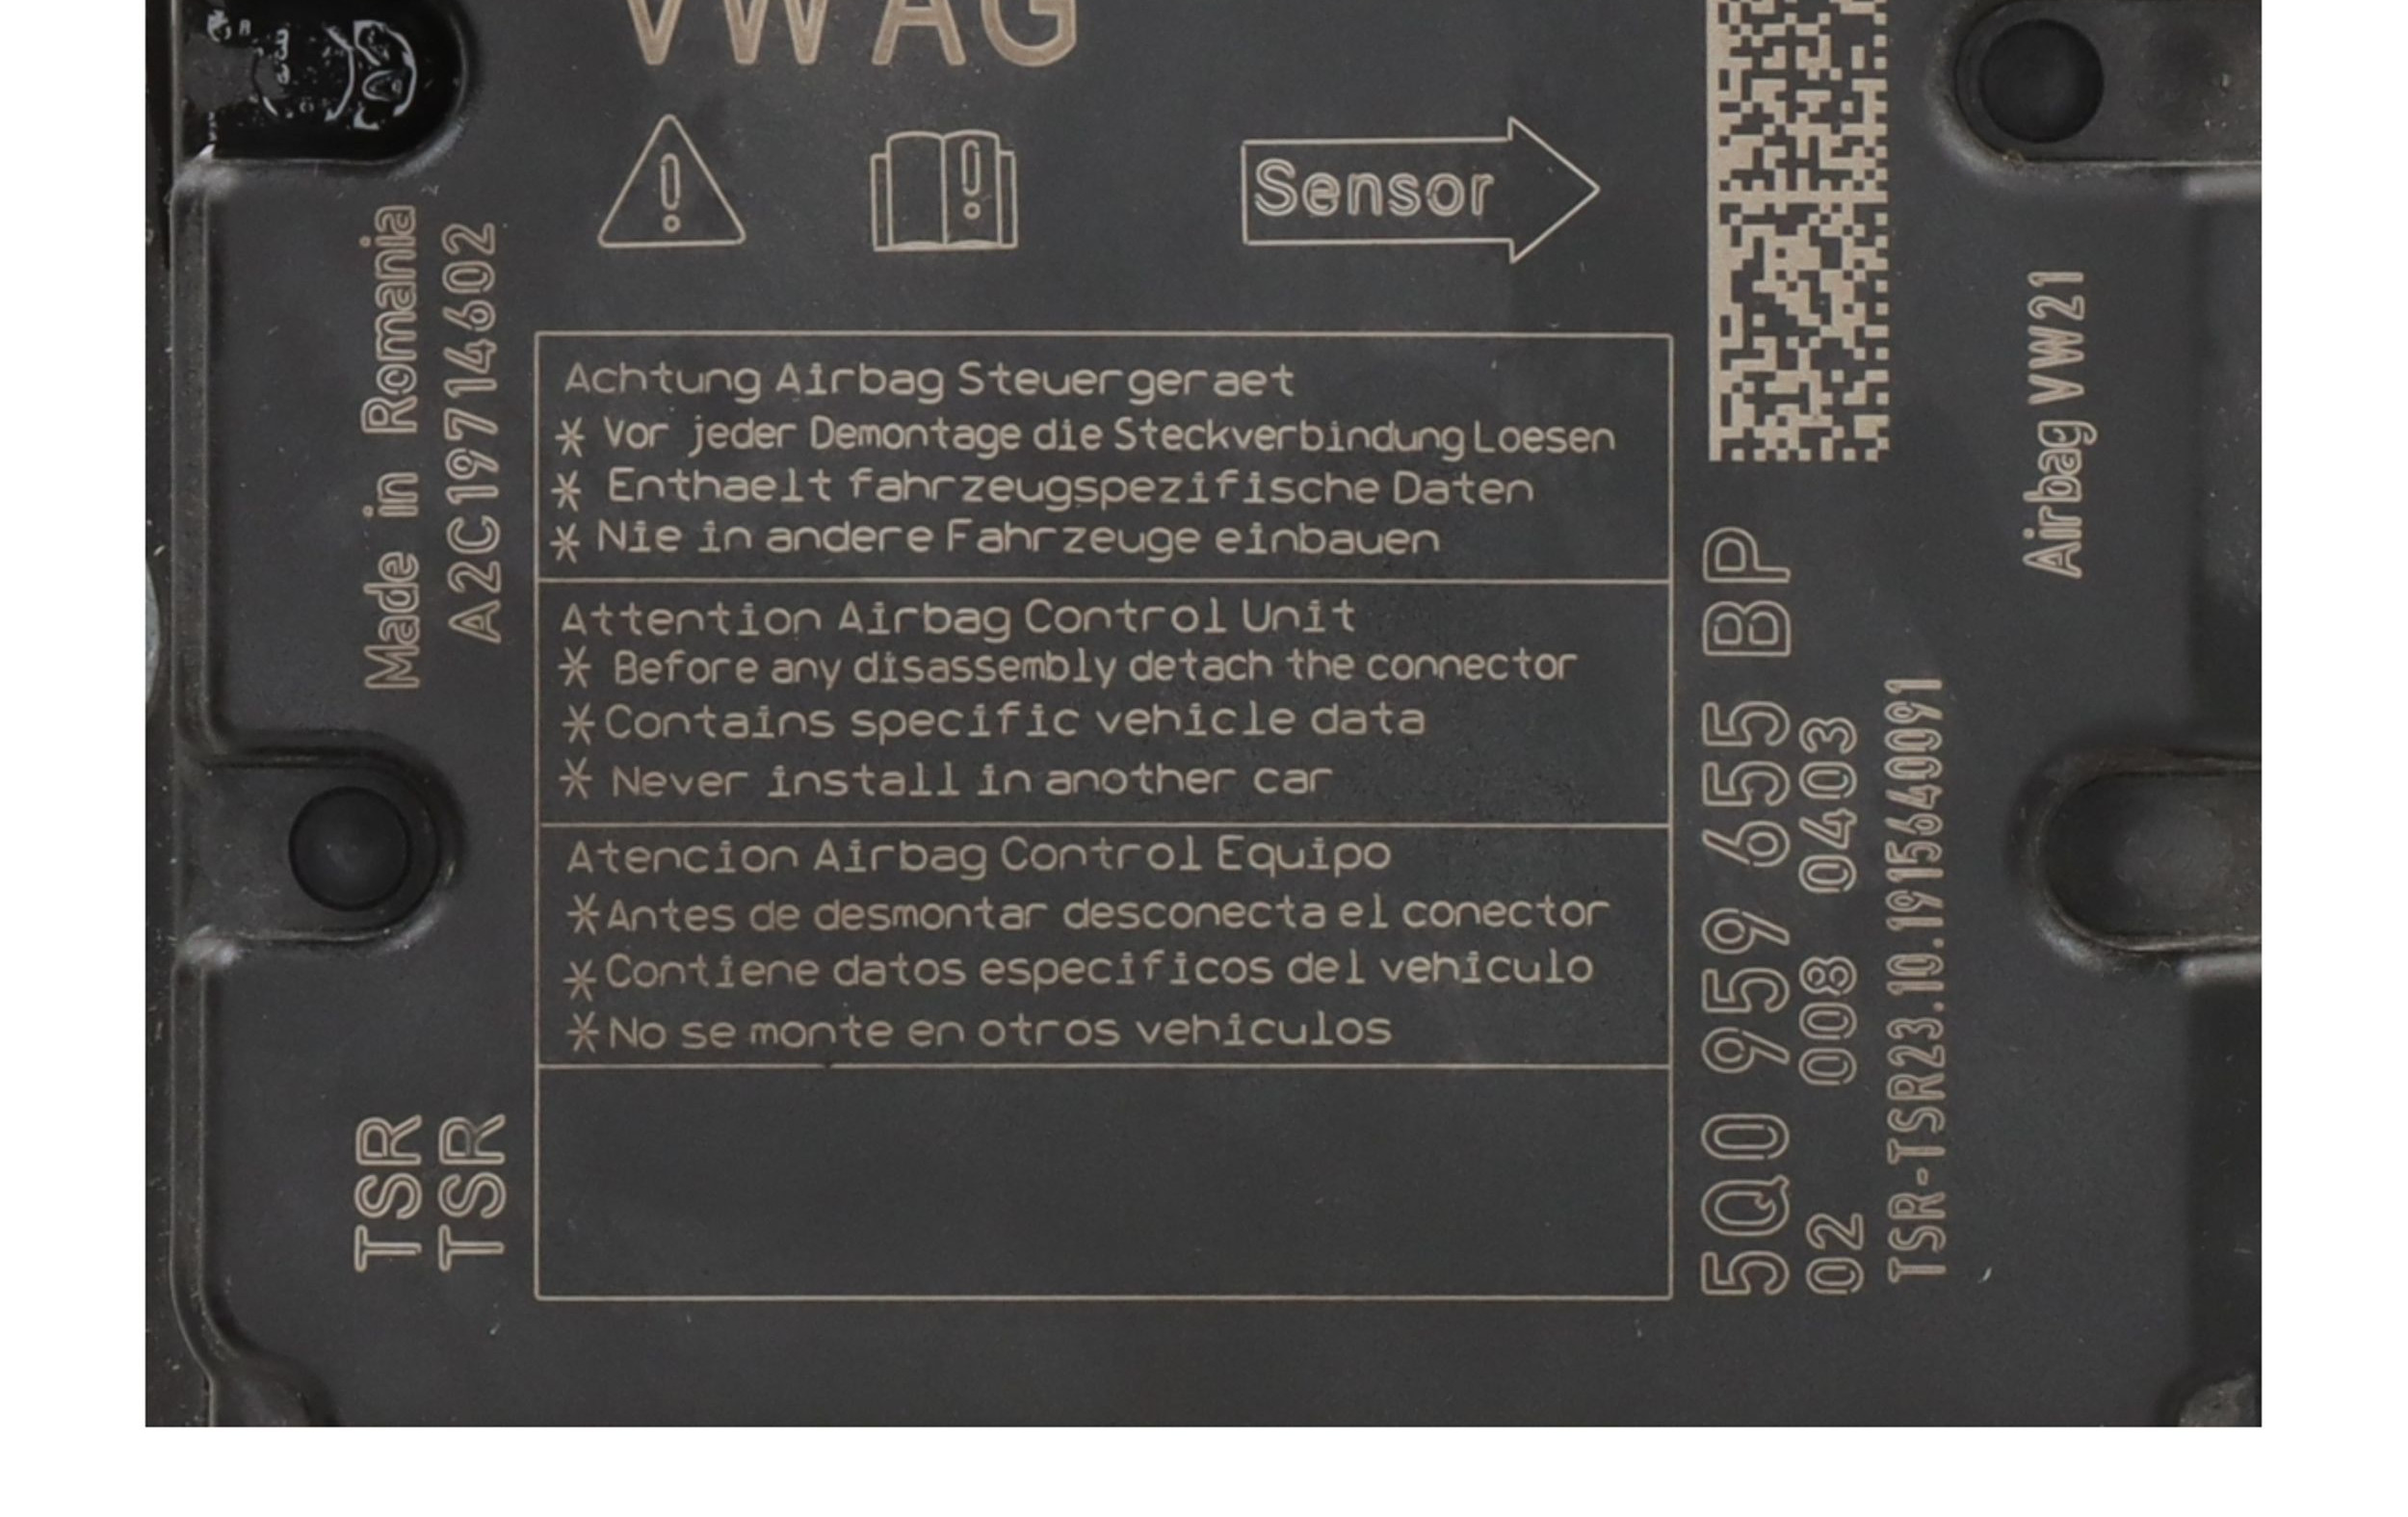 VW AG
Sensor
Made in Romania
A2C19714602
Achtung Airbag Steuergeraet
* Vor jeder Demontage die Steckverbindung Loesen
* Enthaelt fahrzeugspezifische Daten
* Nie in andere Fahrzeuge einbauen
Attention Airbag Control Unit
* Before any disassembly detach the connector
* Contains specific vehicle data
* Never install in another car
Atencion Airbag Control Equipo
* Antes de desmontar desconecta el conector
* Contiene datos especificos del vehiculo
* No se monte en otros vehiculos
TSR
TSR
5Q0 959 655 BP
02 008 0403
TSR-TSR23.10.1915640091
Airbag VW21